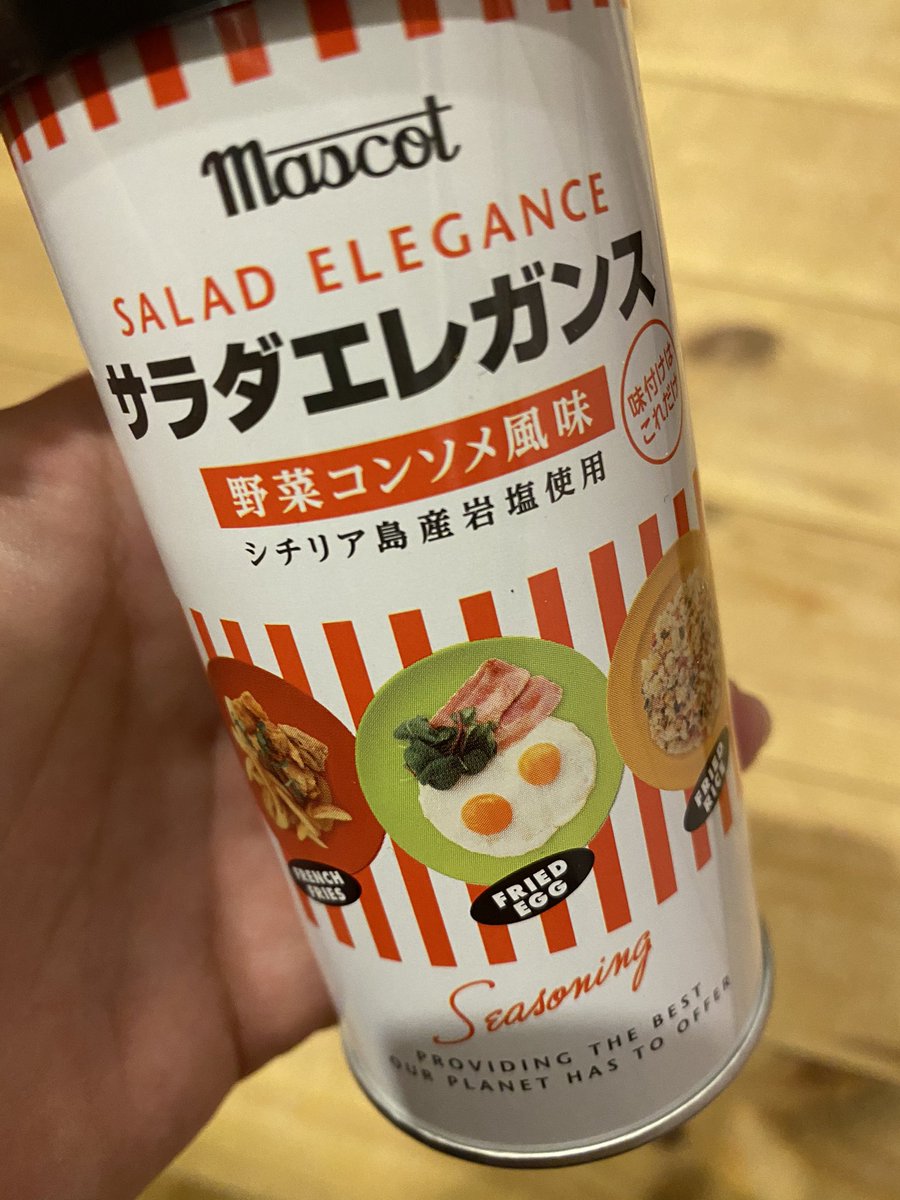 mascot
SALAD ELEGANCE
サラダエレガンス
味付けは
これだけ
野菜コンソメ風味
シチリア島産岩塩使用
FRENCH
FRIES
FRIED
EGG
FRIED
RICE
Seasoning
PROVIDING THE BEST
OUR PLANET HAS TO OFFER